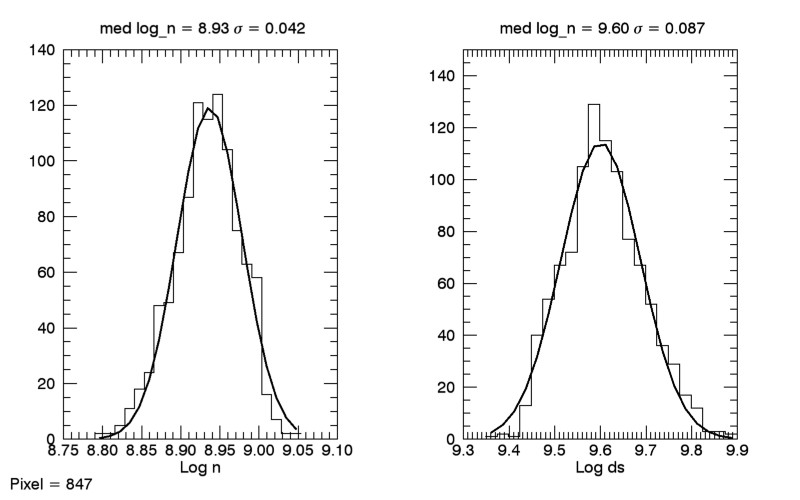 med log_n = 8.93 σ = 0.042
140
120
100
80
60
40
20
0
8.75 8.80 8.85 8.90 8.95 9.00 9.05 9.10
Log n
med log_n = 9.60 σ = 0.087
140
120
100
80
60
40
20
0
9.3 9.4 9.5 9.6 9.7 9.8 9.9
Log ds
Pixel = 847